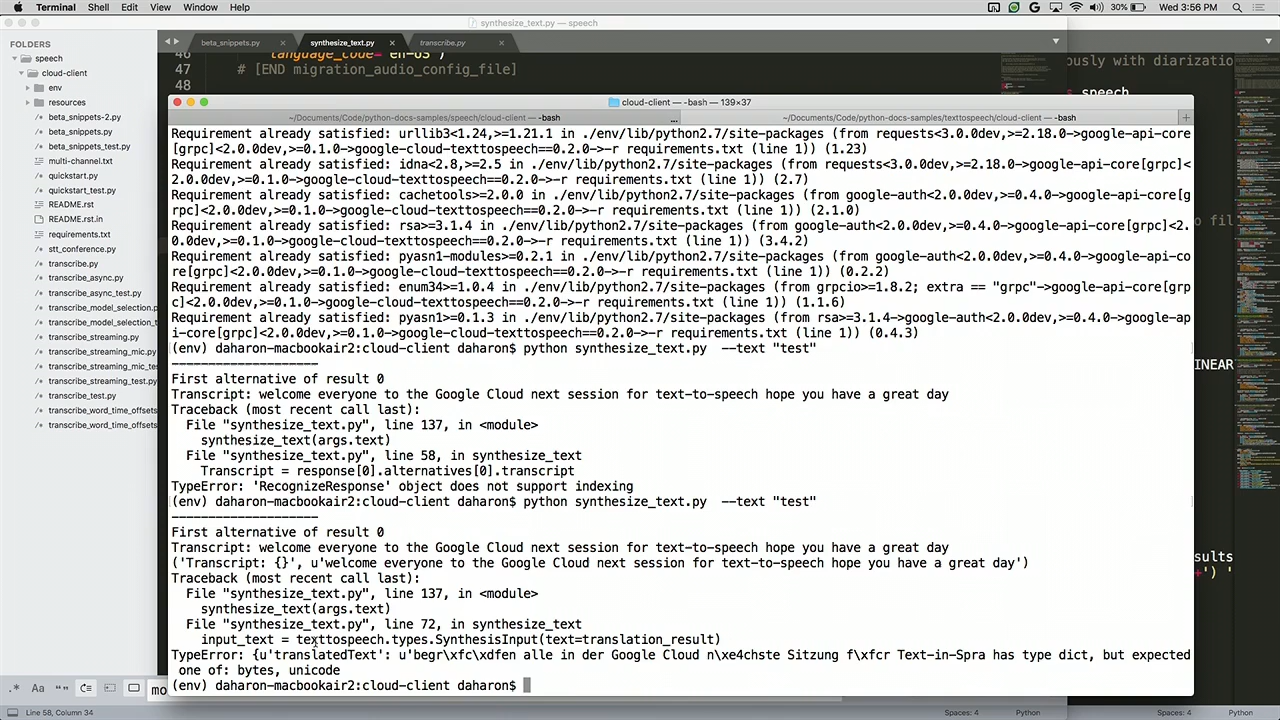 Terminal Shell Edit View Window Help 30% Wed 3:56 PM
synthesize_text.py — speech
FOLDERS
speech
cloud-client
env
resources
beta_snippets-2.py
beta_snippets.py
beta_snippets_test.py
multi-channel.txt
quickstart.py
quickstart_test.py
README.rst
README.rst.in
requirements.txt
stt_conference.py
transcribe.py
transcribe_async.py
transcribe_async_test.py
transcribe_model_selection.
transcribe_model_selection_t
transcribe_streaming.py
transcribe_streaming_mic.py
transcribe_streaming_mic_te
transcribe_streaming_test.py
transcribe_test.py
transcribe_word_time_offsets
transcribe_word_time_offsets
beta_snippets.py synthesize_text.py transcribe.py
46 language_code='en-US')
47 # [END migration_audio_config_file]
48
ously with diarizatio
s speech
o fil
INEAR
esults
+') '
cloud-client — -bash — 139×37
~/Documents/Code/python-docs-samples/speech/cloud-client — -bash ... ~/Documents/Code/python-docs-samples/texttospeech/cloud-client — -bash
Requirement already satisfied: urllib3<1.24,>=1.21.1 in ./env/lib/python2.7/site-packages (from requests<3.0.0dev,>=2.18.0->google-api-core
[grpc]<2.0.0dev,>=0.1.0->google-cloud-texttospeech==0.2.0->-r requirements.txt (line 1)) (1.23)
Requirement already satisfied: idna<2.8,>=2.5 in ./env/lib/python2.7/site-packages (from requests<3.0.0dev,>=2.18.0->google-api-core[grpc]<
2.0.0dev,>=0.1.0->google-cloud-texttospeech==0.2.0->-r requirements.txt (line 1)) (2.7)
Requirement already satisfied: cachetools>=2.0.0 in ./env/lib/python2.7/site-packages (from google-auth<2.0.0dev,>=0.4.0->google-api-core[g
rpc]<2.0.0dev,>=0.1.0->google-cloud-texttospeech==0.2.0->-r requirements.txt (line 1)) (2.1.0)
Requirement already satisfied: rsa>=3.1.4 in ./env/lib/python2.7/site-packages (from google-auth<2.0.0dev,>=0.4.0->google-api-core[grpc]<2.
0.0dev,>=0.1.0->google-cloud-texttospeech==0.2.0->-r requirements.txt (line 1)) (3.4.2)
Requirement already satisfied: pyasn1-modules>=0.2.1 in ./env/lib/python2.7/site-packages (from google-auth<2.0.0dev,>=0.4.0->google-api-co
re[grpc]<2.0.0dev,>=0.1.0->google-cloud-texttospeech==0.2.0->-r requirements.txt (line 1)) (0.2.2)
Requirement already satisfied: enum34>=1.0.4 in ./env/lib/python2.7/site-packages (from grpcio>=1.8.2; extra == "grpc"->google-api-core[grp
c]<2.0.0dev,>=0.1.0->google-cloud-texttospeech==0.2.0->-r requirements.txt (line 1)) (1.1.6)
Requirement already satisfied: pyasn1>=0.1.3 in ./env/lib/python2.7/site-packages (from rsa>=3.1.4->google-auth<2.0.0dev,>=0.4.0->google-ap
i-core[grpc]<2.0.0dev,>=0.1.0->google-cloud-texttospeech==0.2.0->-r requirements.txt (line 1)) (0.4.3)
(env) daharon-macbookair2:cloud-client daharon$ python synthesize_text.py --text "test"
--------------------
First alternative of result 0
Transcript: welcome everyone to the Google Cloud next session for text-to-speech hope you have a great day
Traceback (most recent call last):
File "synthesize_text.py", line 137, in <module>
synthesize_text(args.text)
File "synthesize_text.py", line 58, in synthesize_text
Transcript = response[0].alternatives[0].transcript
TypeError: 'RecognizeResponse' object does not support indexing
(env) daharon-macbookair2:cloud-client daharon$ python synthesize_text.py --text "test"
--------------------
First alternative of result 0
Transcript: welcome everyone to the Google Cloud next session for text-to-speech hope you have a great day
('Transcript: {}', u'welcome everyone to the Google Cloud next session for text-to-speech hope you have a great day')
Traceback (most recent call last):
File "synthesize_text.py", line 137, in <module>
synthesize_text(args.text)
File "synthesize_text.py", line 72, in synthesize_text
input_text = texttospeech.types.SynthesisInput(text=translation_result)
TypeError: {u'translatedText': u'begr\xfc\xdfen alle in der Google Cloud n\xe4chste Sitzung f\xfcr Text-in-Spra has type dict, but expected
one of: bytes, unicode
(env) daharon-macbookair2:cloud-client daharon$
.* Aa “” mo
Line 58, Column 34 Spaces: 4 Python Spaces: 4 Python